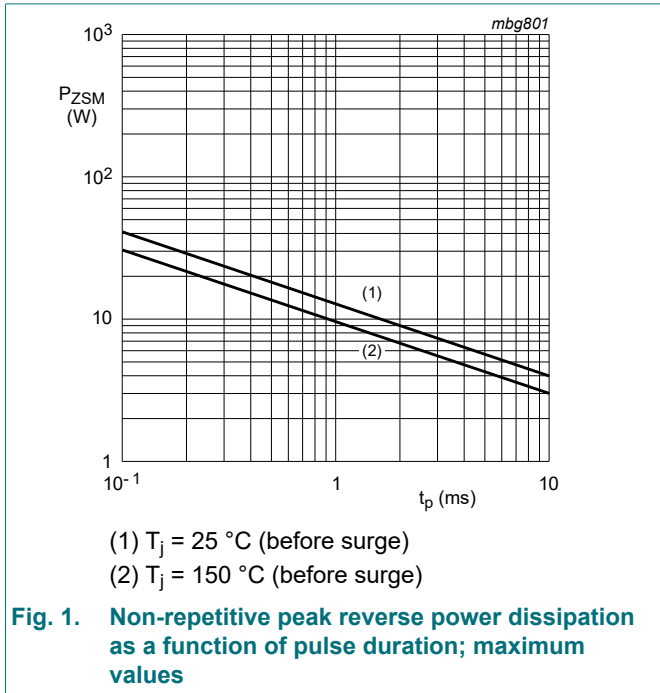 mbg801
10³
P_ZSM
(W)
10²
(1)
10
(2)
1
10⁻¹ 1 10
t_p (ms)
(1) T_j = 25 °C (before surge)
(2) T_j = 150 °C (before surge)
Fig. 1. Non-repetitive peak reverse power dissipation
as a function of pulse duration; maximum
values